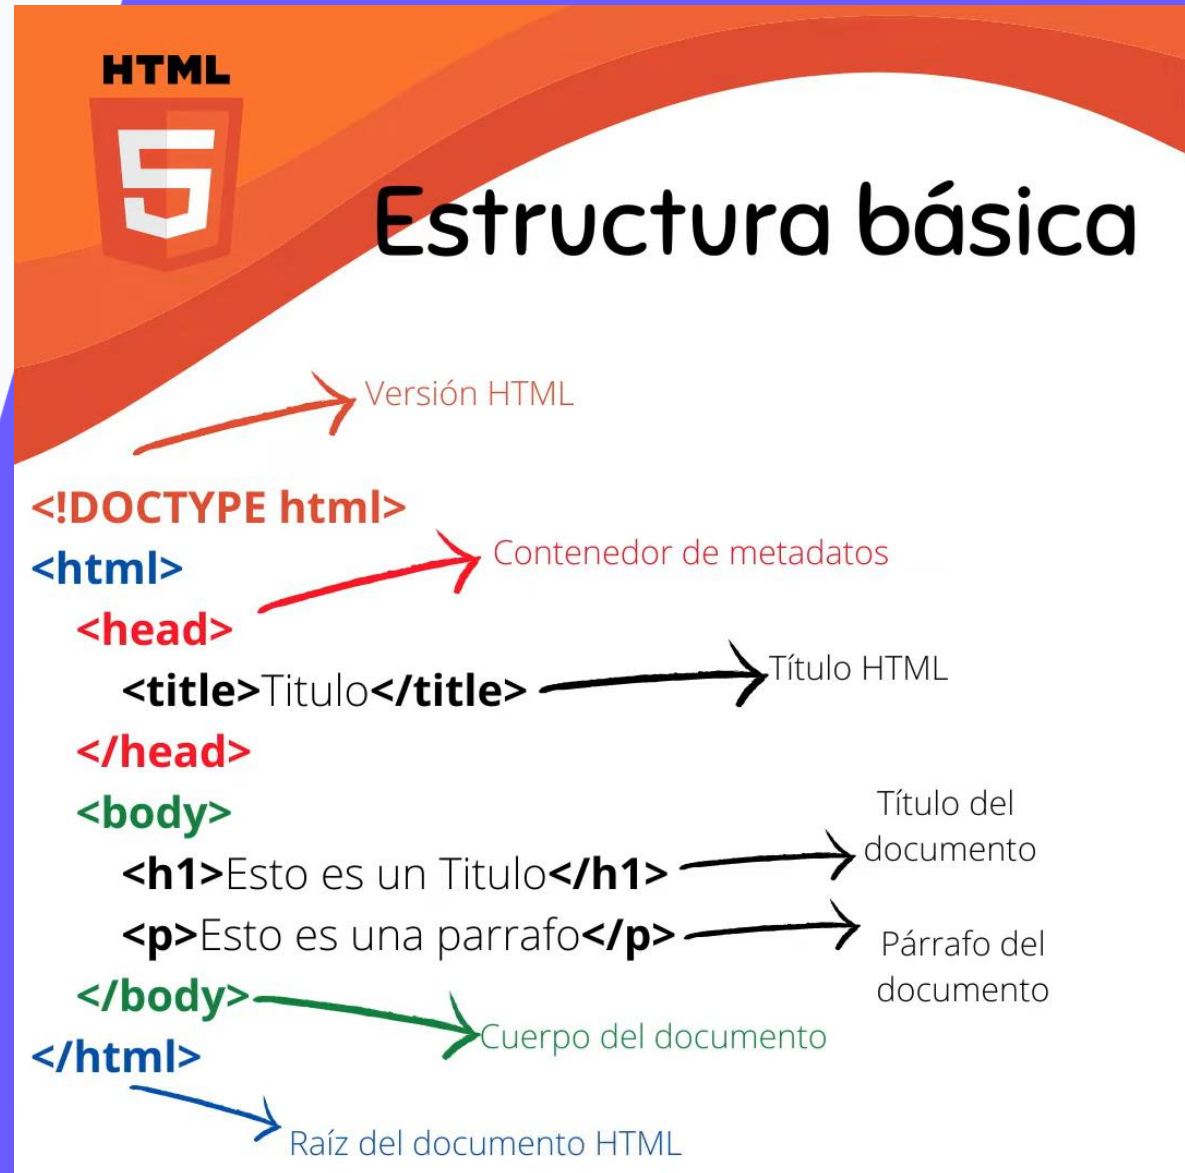 HTML
5
Estructura básica
Versión HTML
<!DOCTYPE html>
<html>
Contenedor de metadatos
<head>
<title>Titulo</title>
Título HTML
</head>
<body>
Título del
documento
<h1>Esto es un Titulo</h1>
<p>Esto es una parrafo</p>
Párrafo del
documento
</body>
Cuerpo del documento
</html>
Raíz del documento HTML